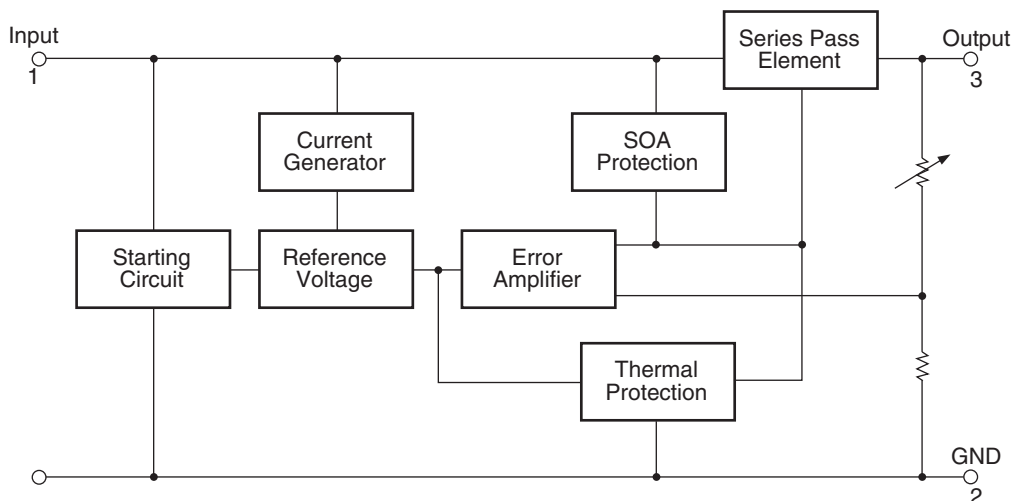 Input
1
Series Pass
Element
Output
3
Current
Generator
SOA
Protection
Starting
Circuit
Reference
Voltage
Error
Amplifier
Thermal
Protection
GND
2